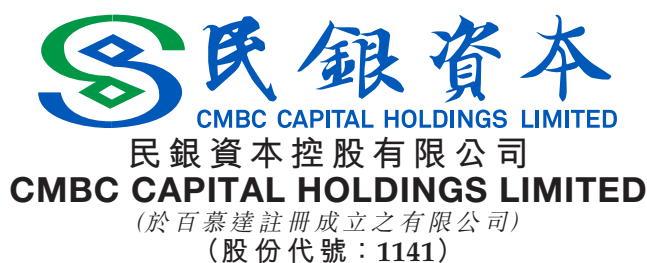 民銀資本
CMBC CAPITAL HOLDINGS LIMITED
民銀資本控股有限公司
CMBC CAPITAL HOLDINGS LIMITED
(於百慕達註冊成立之有限公司)
(股份代號：1141)